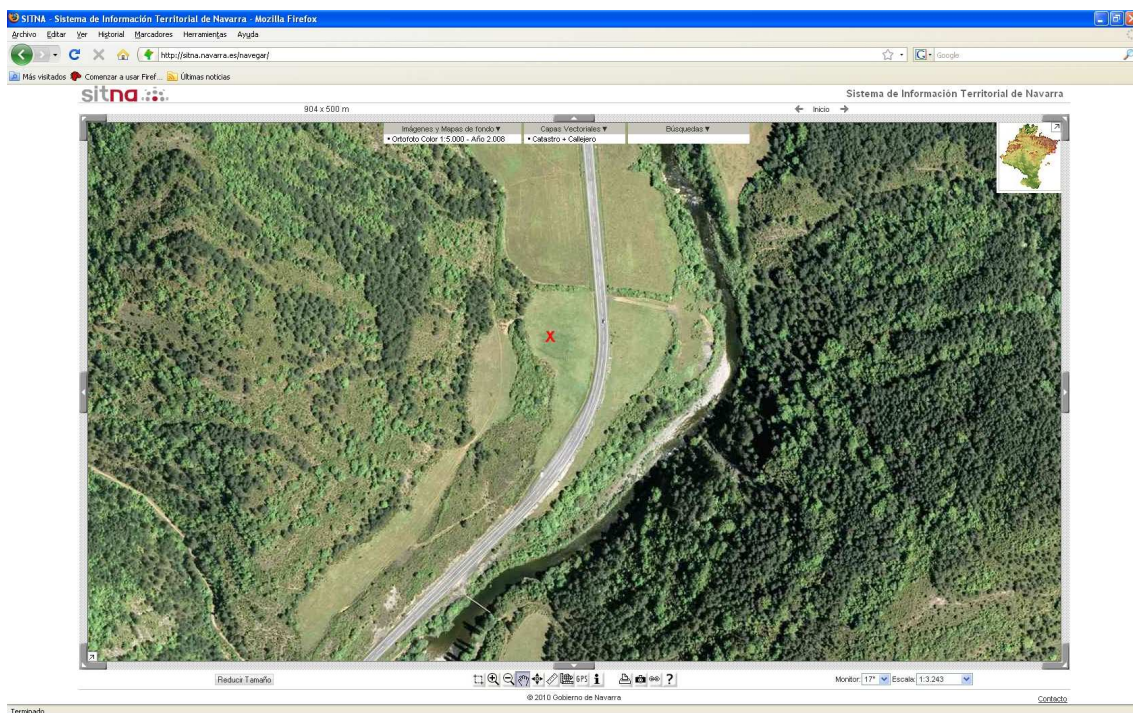 SITNA - Sistema de Información Territorial de Navarra - Mozilla Firefox
Archivo Editar Ver Historial Marcadores Herramientas Ayuda
http://sitna.navarra.es/navegar/ Google
Más visitados Comenzar a usar Firef... Últimas noticias
sitna Sistema de Información Territorial de Navarra
904 x 500 m Inicio
Imágenes y Mapas de fondo ▼ Capas Vectoriales ▼ Búsquedas ▼
• Ortofoto Color 1:5.000 - Año 2.008 • Catastro + Callejero
X
Reducir Tamaño GPS i ? Monitor: 17" Escala: 1:3.243
© 2010 Gobierno de Navarra Contacto
Terminado